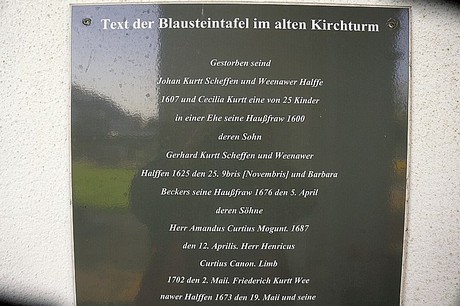 Text der Blausteintafel im alten Kirchturm
Gestorben seind
Johan Kurtt Scheffen und Weenawer Halffe
1607 und Cecilia Kurtt eine von 25 Kinder
in einer Ehe seine Haußfraw 1600
deren Sohn
Gerhard Kurtt Scheffen und Weenawer
Halffen 1625 den 25. 9bris [Novembris] und Barbara
Beckers seine Haußfraw 1676 den 5. April
deren Söhne
Herr Amandus Curtius Mogunt. 1687
den 12. Aprilis. Herr Henricus
Curtius Canon. Limb
1702 den 2. Maii. Friederich Kurtt Wee
nawer Halffen 1673 den 19. Maii und seine